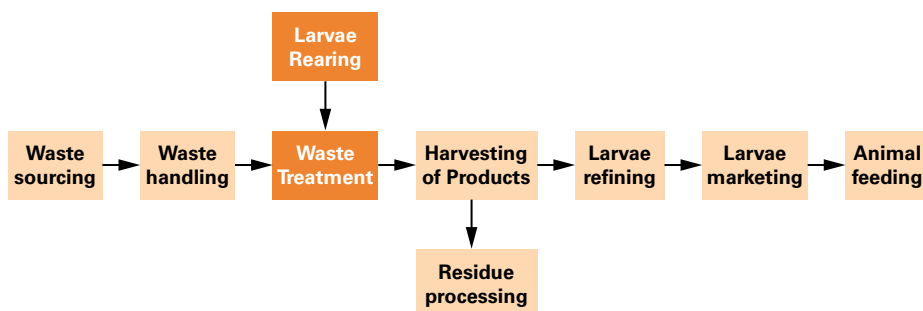 Larvae
Rearing
Waste
sourcing
Waste
handling
Waste
Treatment
Harvesting
of Products
Larvae
refining
Larvae
marketing
Animal
feeding
Residue
processing